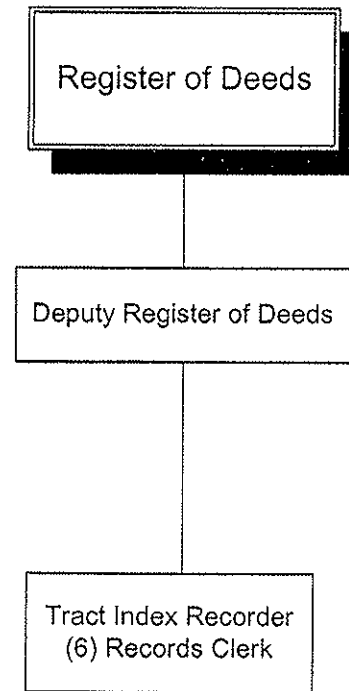 Register of Deeds
Deputy Register of Deeds
Tract Index Recorder
(6) Records Clerk